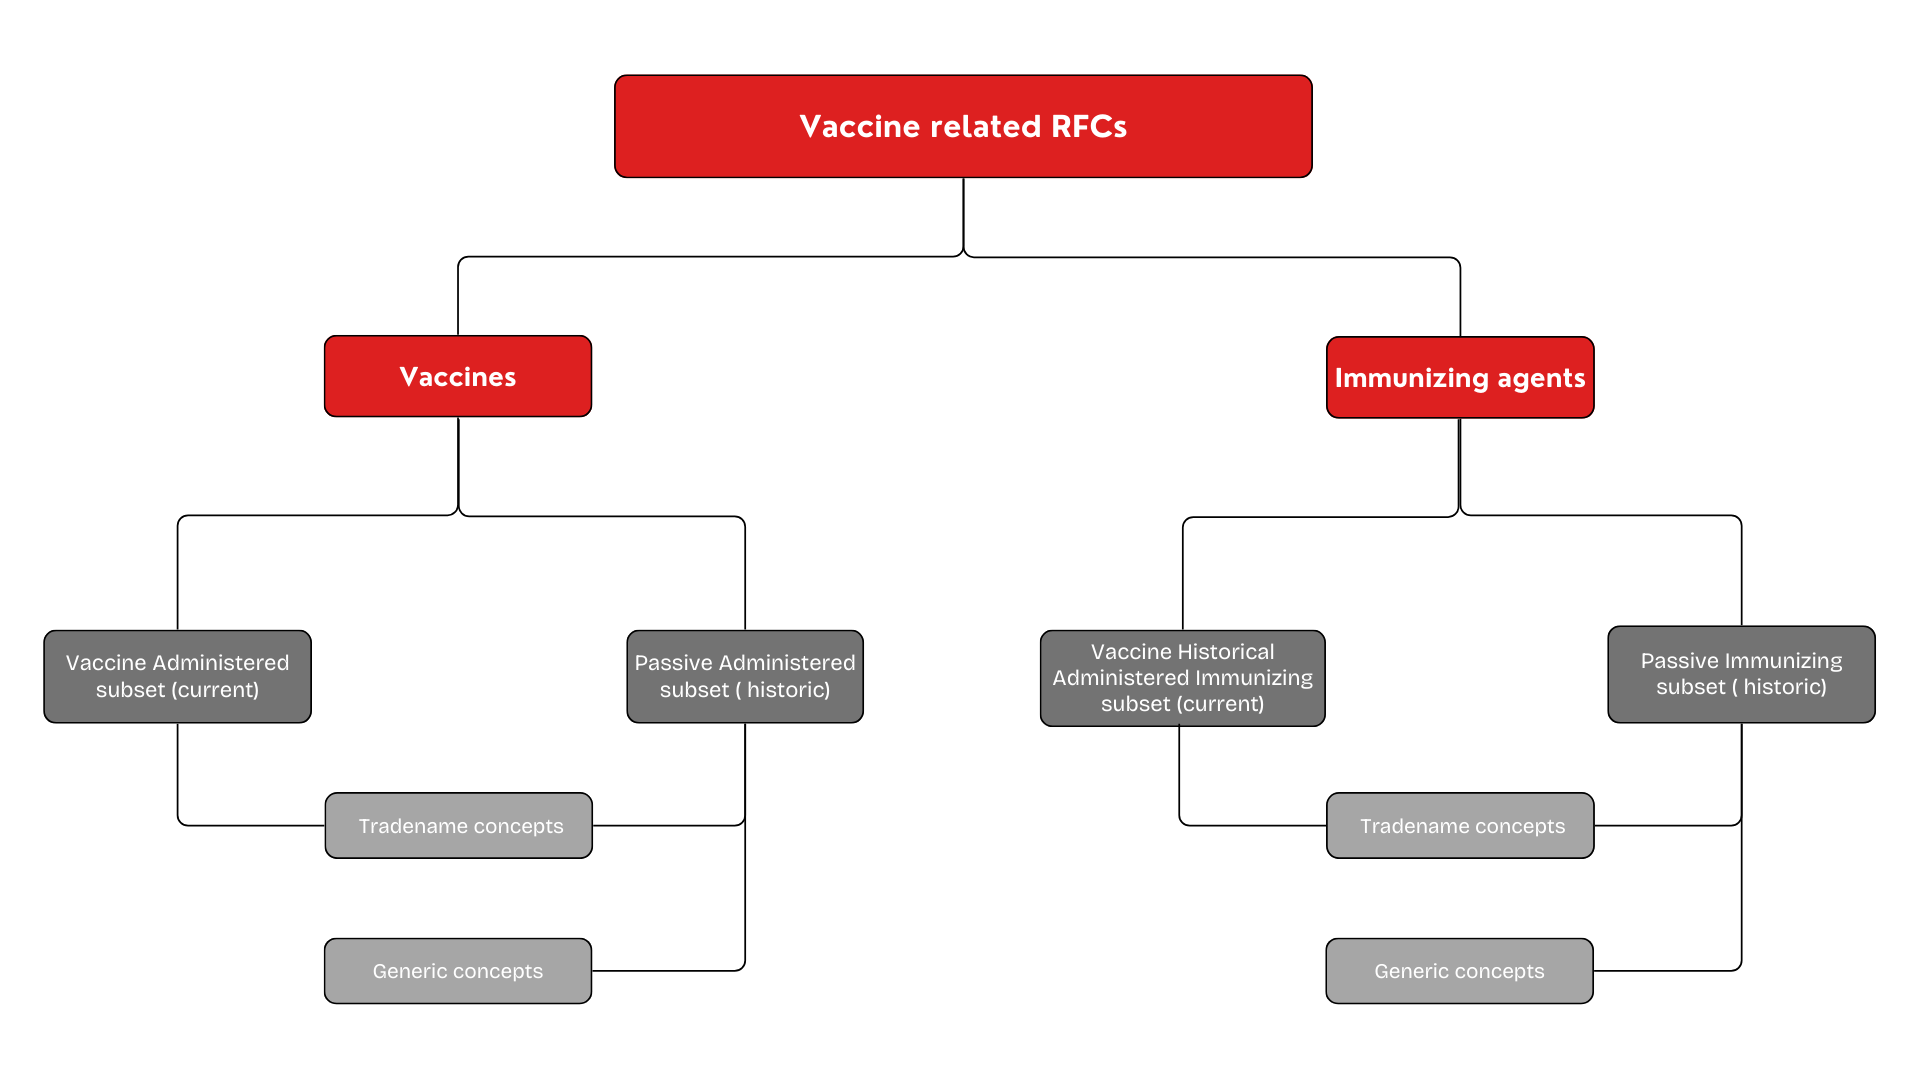 Vaccine related RFCs
Vaccines
Immunizing agents
Vaccine Administered
subset (current)
Passive Administered
subset ( historic)
Vaccine Historical
Administered Immunizing
subset (current)
Passive Immunizing
subset ( historic)
Tradename concepts
Tradename concepts
Generic concepts
Generic concepts